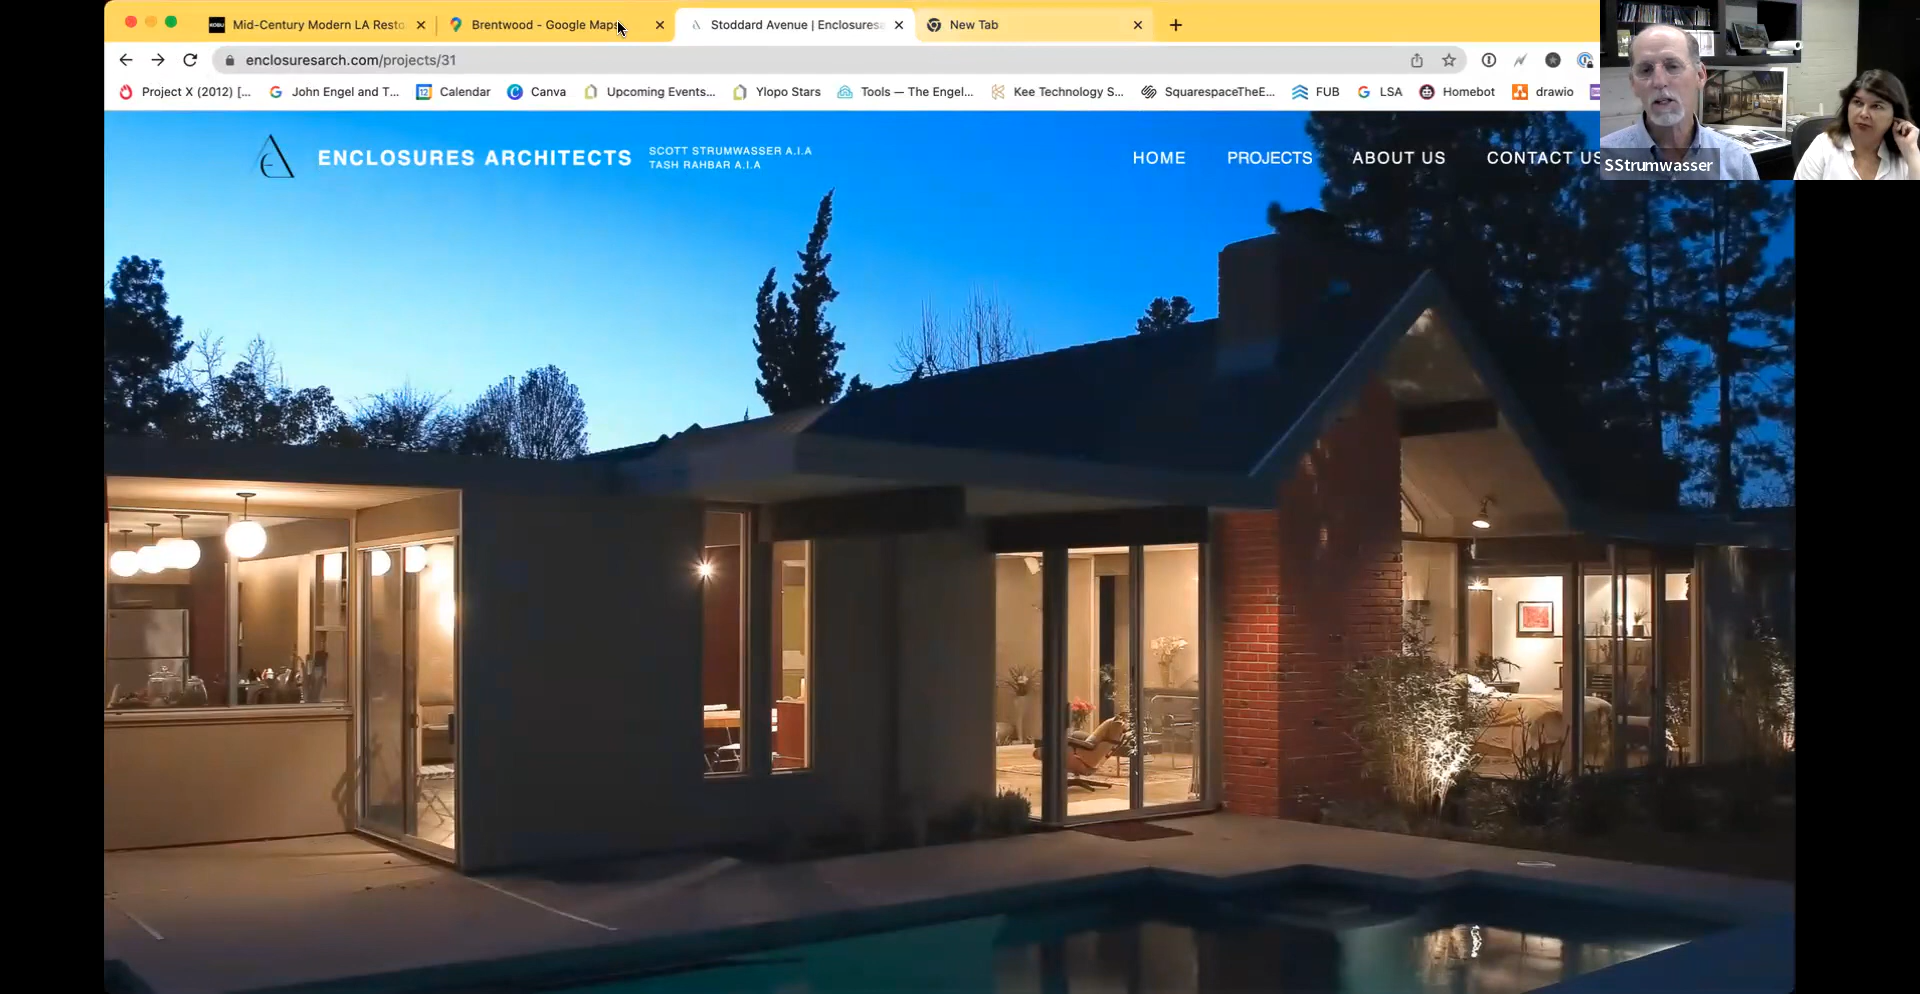 Mid-Century Modern LA Resto
Brentwood - Google Maps
Stoddard Avenue | Enclosures
New Tab
enclosuresarch.com/projects/31
Project X (2012) [...
John Engel and T...
Calendar
Canva
Upcoming Events...
Ylopo Stars
Tools — The Engel...
Kee Technology S...
SquarespaceTheE...
FUB
LSA
Homebot
drawio
ENCLOSURES ARCHITECTS
SCOTT STRUMWASSER A.I.A
TASH RAHBAR A.I.A
HOME
PROJECTS
ABOUT US
CONTACT US
SStrumwasser